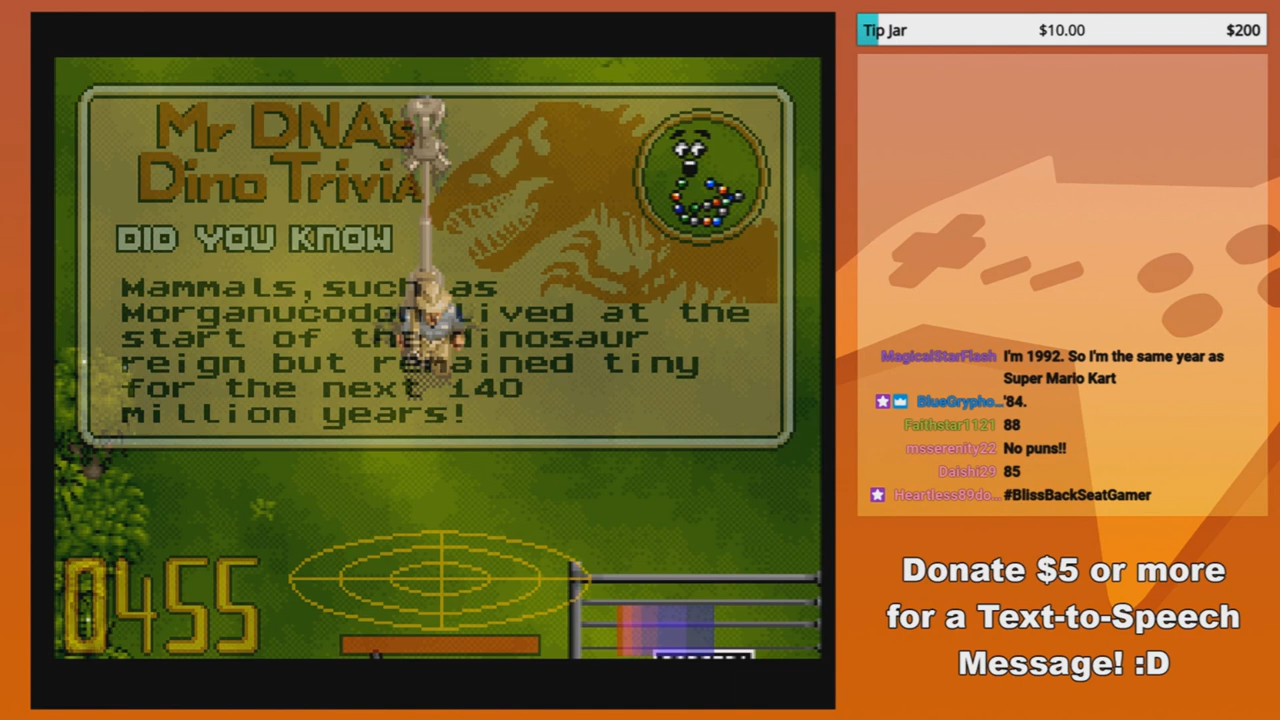 Mr DNA's
Dino Trivia
DID YOU KNOW
Mammals, such as
Morganucodon lived at the
start of the dinosaur
reign but remained tiny
for the next 140
million years!
0455
Tip Jar $10.00 $200
MagicalStarFlash I'm 1992. So I'm the same year as
Super Mario Kart
BlueGrypho... '84.
Faithstar1121 88
msserenity22 No puns!!
Daishi29 85
Heartless89do... #BlissBackSeatGamer
Donate $5 or more
for a Text-to-Speech
Message! :D